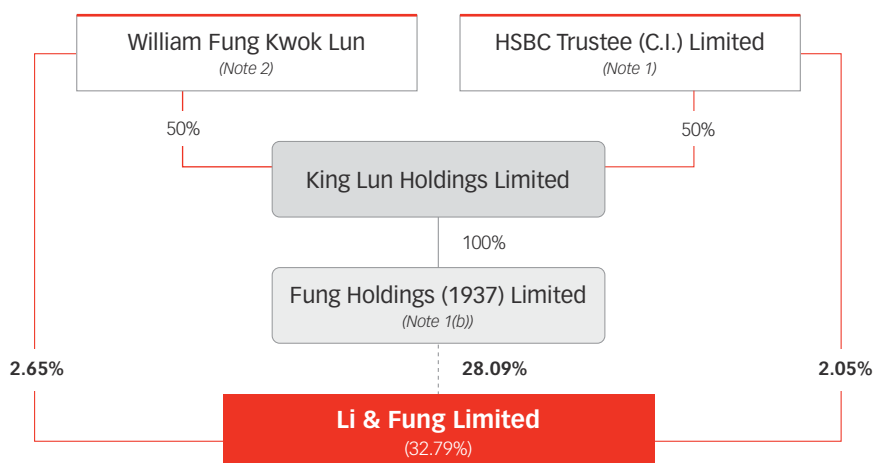 William Fung Kwok Lun
(Note 2)
HSBC Trustee (C.I.) Limited
(Note 1)
50%
50%
King Lun Holdings Limited
100%
Fung Holdings (1937) Limited
(Note 1(b))
2.65%
28.09%
2.05%
Li & Fung Limited
(32.79%)